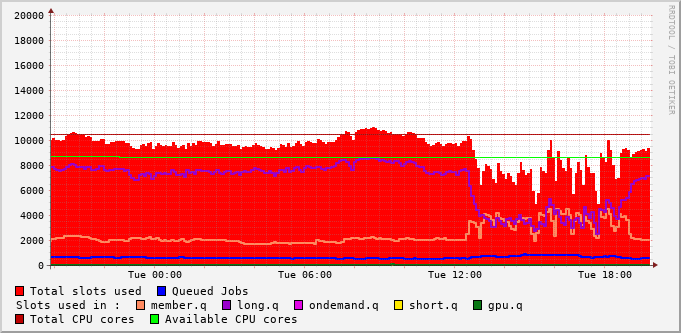 20000
18000
16000
14000
12000
10000
8000
6000
4000
2000
0
Tue 00:00 Tue 06:00 Tue 12:00 Tue 18:00
Total slots used Queued Jobs
Slots used in : member.q long.q ondemand.q short.q gpu.q
Total CPU cores Available CPU cores
RRDTOOL / TOBI OETIKER